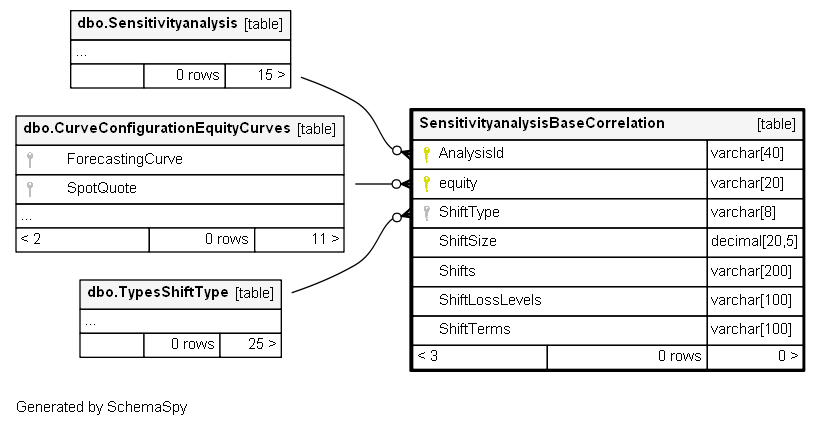 dbo.Sensitivityanalysis [table]
...
0 rows 15 >
dbo.CurveConfigurationEquityCurves [table]
ForecastingCurve
SpotQuote
...
< 2 0 rows 11 >
dbo.TypesShiftType [table]
...
0 rows 25 >
SensitivityanalysisBaseCorrelation [table]
AnalysisId varchar[40]
equity varchar[20]
ShiftType varchar[8]
ShiftSize decimal[20,5]
Shifts varchar[200]
ShiftLossLevels varchar[100]
ShiftTerms varchar[100]
< 3 0 rows 0 >
Generated by SchemaSpy